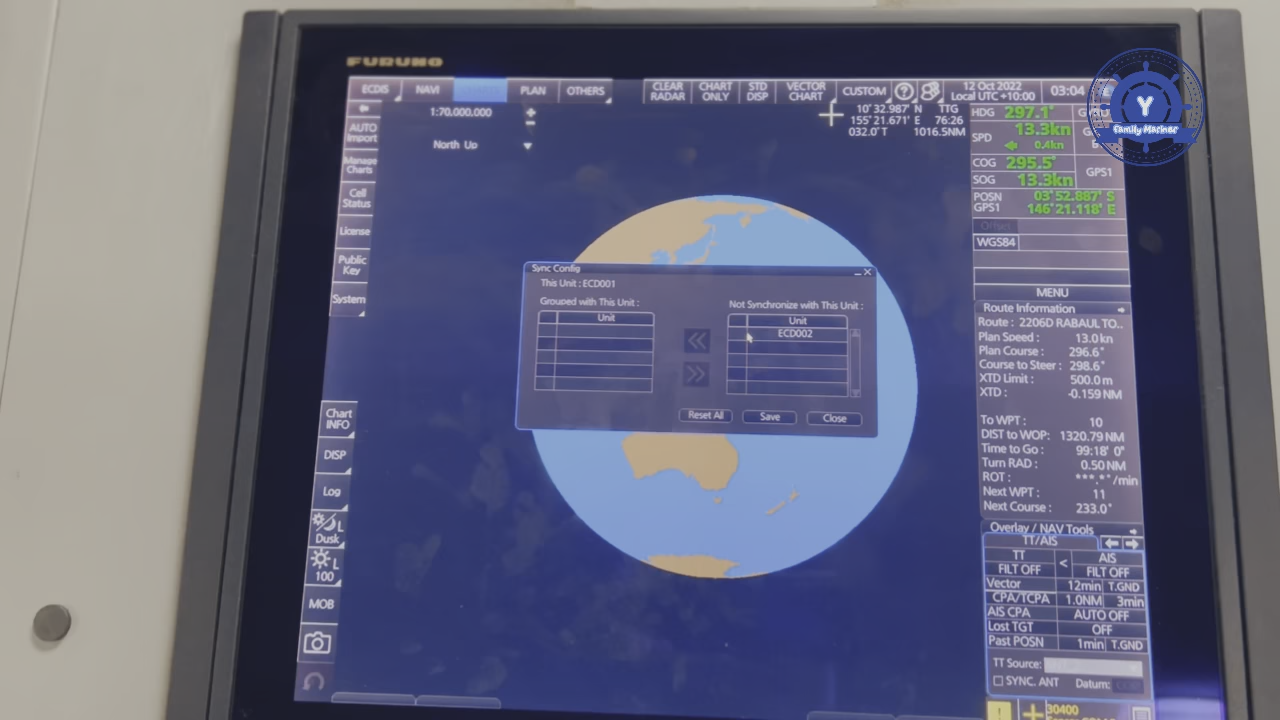 FURUNO
ECDIS NAVI PLAN OTHERS
CLEAR RADAR
CHART ONLY
STD DISP
VECTOR CHART
CUSTOM
12 Oct 2022
Local UTC +10:00
03:04
AUTO Import
Manage Charts
Cell Status
License
Public Key
System
Chart INFO
DISP
Log
L
Dusk
L
100
MOB
1:70,000,000
North Up
10°32.987' N TTG
155°21.671' E 76:26
032.0°T 1016.5NM
Sync Config
This Unit : ECD001
Grouped with This Unit :
Not Synchronize with This Unit :
Unit
Unit
ECD002
Reset All
Save
Close
HDG 297.1°
SPD 13.3kn
0.4kn
COG 295.5°
SOG 13.3kn
GPS1
POSN 03°52.887' S
GPS1 146°21.118' E
Offset
WGS84
MENU
Route Information
Route : 2206D RABAUL TO..
Plan Speed : 13.0 kn
Plan Course : 296.6°
Course to Steer : 298.6°
XTD Limit : 500.0 m
XTD : -0.159 NM
To WPT : 10
DIST to WOP: 1320.79 NM
Time to Go : 99:18' 0"
Turn RAD : 0.50 NM
ROT : ***.*°/min
Next WPT : 11
Next Course : 233.0°
Overlay / NAV Tools
TT/AIS
TT FILT OFF
<
AIS FILT OFF
Vector 12min T.GND
CPA/TCPA 1.0NM 3min
AIS CPA AUTO OFF
Lost TGT OFF
Past POSN 1min T.GND
TT Source:
SYNC. ANT Datum:
30400
Y
family Mariner